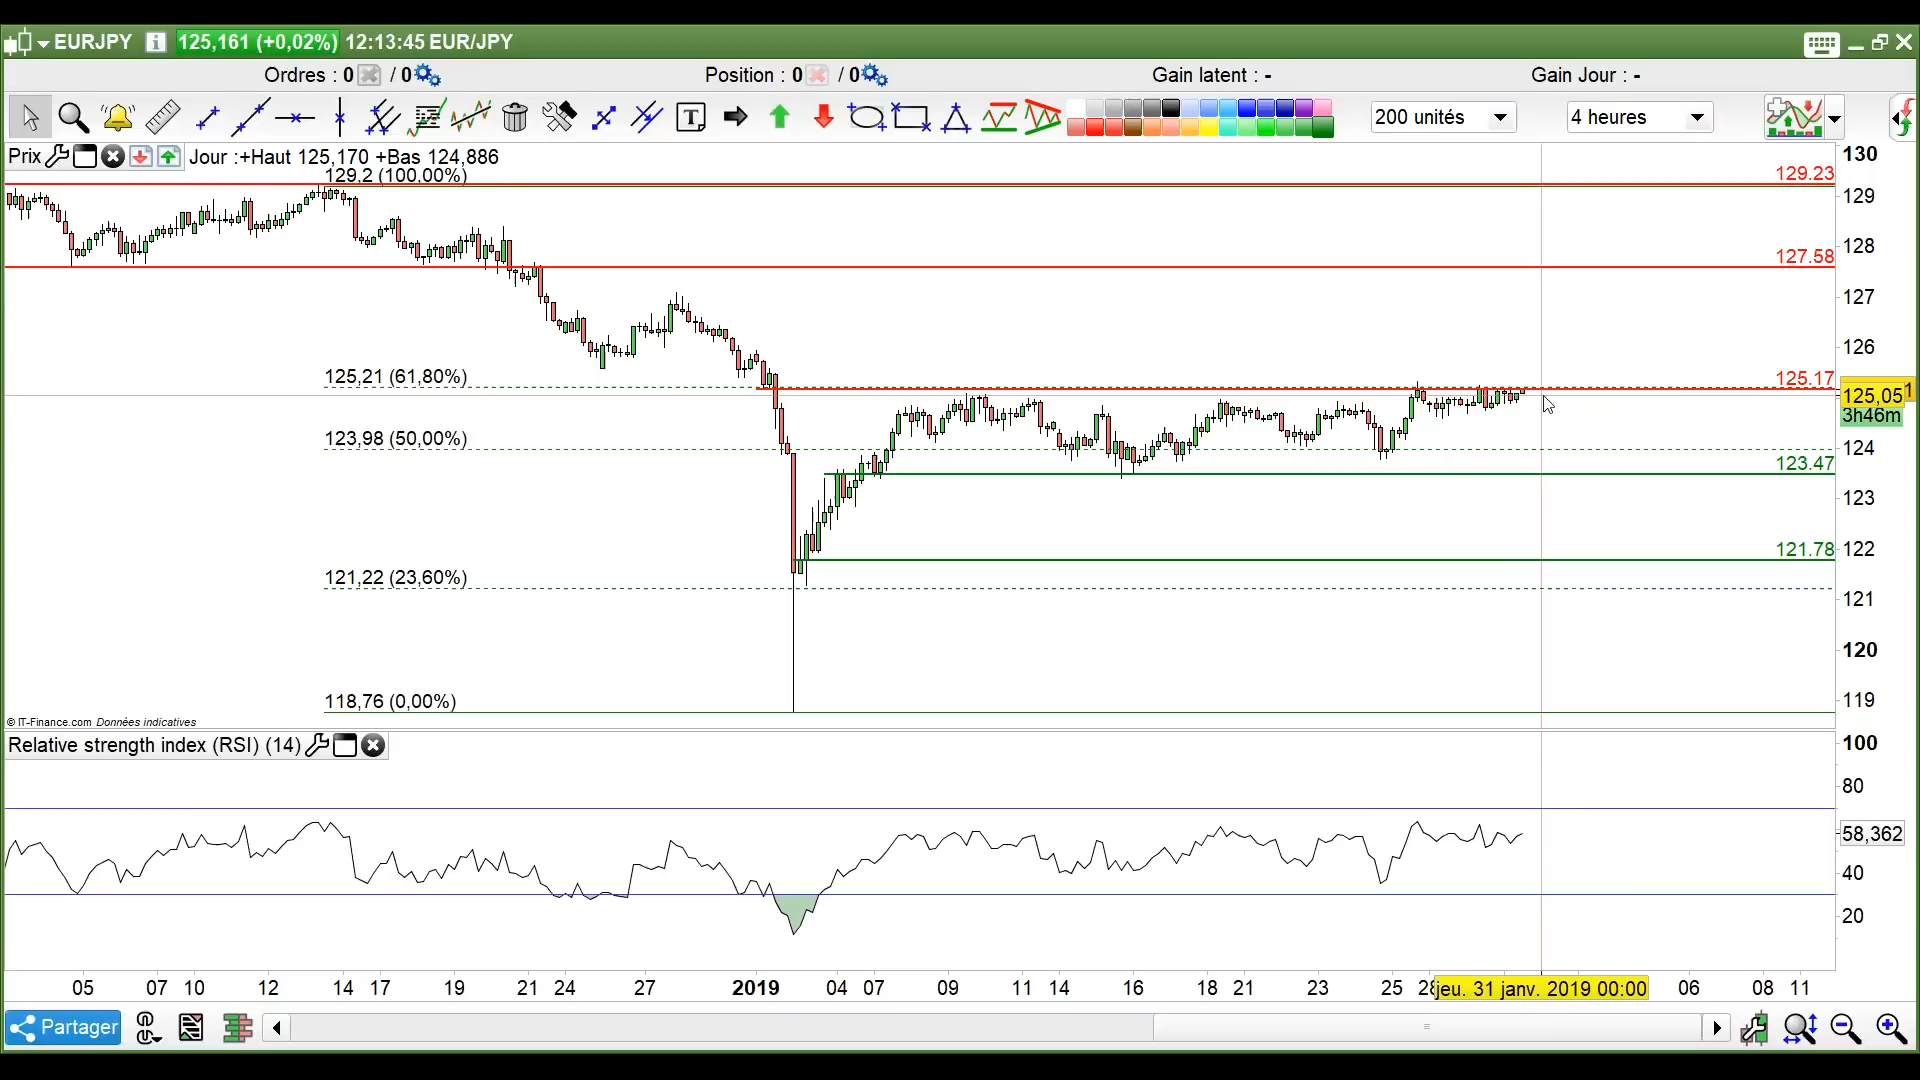 EURJPY 125,161 (+0,02%) 12:13:45 EUR/JPY
Ordres : 0 / 0 Position : 0 / 0 Gain latent : - Gain Jour : -
T 200 unités 4 heures
Prix Jour :+Haut 125,170 +Bas 124,886
130
129,2 (100,00%) 129.23
129
128
127.58
127
126
125,21 (61,80%) 125.17
125,05
3h46m
123,98 (50,00%)
124
123.47
123
121.78
122
121,22 (23,60%)
121
120
118,76 (0,00%)
119
© IT-Finance.com Données indicatives
Relative strength index (RSI) (14)
100
80
58,362
40
20
05 07 10 12 14 17 19 21 24 27 2019 04 07 09 11 14 16 18 21 23 25 jeu. 31 janv. 2019 00:00 06 08 11
Partager